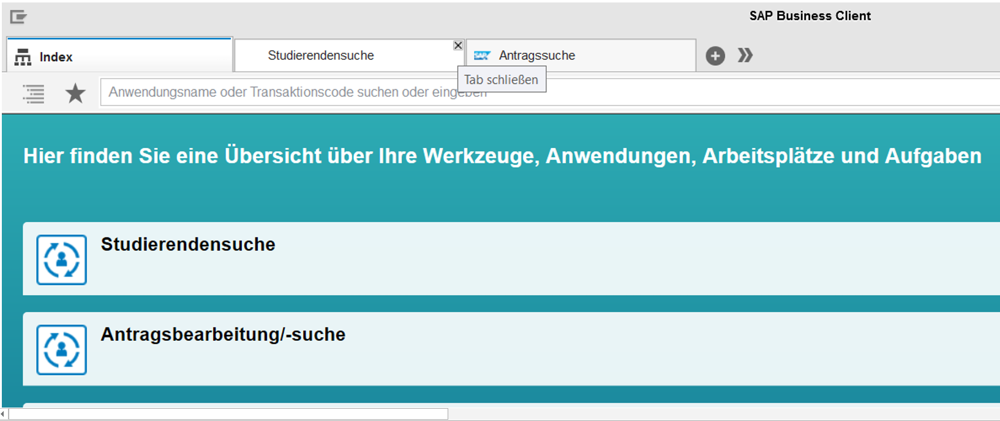 SAP Business Client
Index
Studierendensuche
SAP
Antragssuche
Tab schließen
Anwendungsname oder Transaktionscode suchen oder eingeben
Hier finden Sie eine Übersicht über Ihre Werkzeuge, Anwendungen, Arbeitsplätze und Aufgaben
Studierendensuche
Antragsbearbeitung/-suche